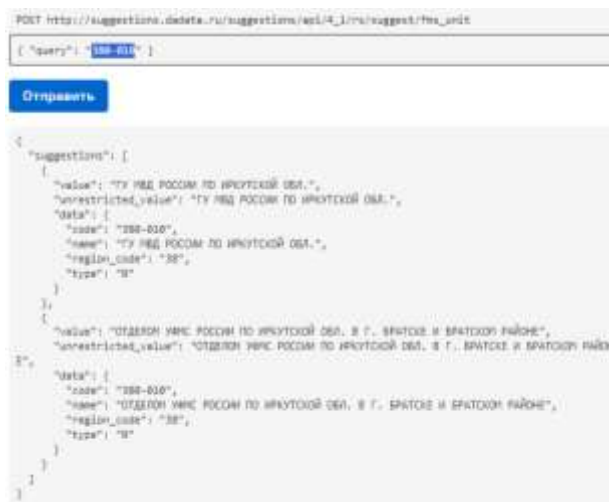 POST http://suggestions.dadata.ru/suggestions/api/4_1/rs/suggest/fms_unit
{ "query": "380-010" }
Отправить
{
"suggestions": [
{
"value": "ГУ МВД РОССИИ ПО ИРКУТСКОЙ ОБЛ.",
"unrestricted_value": "ГУ МВД РОССИИ ПО ИРКУТСКОЙ ОБЛ.",
"data": {
"code": "380-010",
"name": "ГУ МВД РОССИИ ПО ИРКУТСКОЙ ОБЛ.",
"region_code": "38",
"type": "0"
}
},
{
"value": "ОТДЕЛОМ УФМС РОССИИ ПО ИРКУТСКОЙ ОБЛ. В Г. БРАТСКЕ И БРАТСКОМ РАЙОНЕ",
"unrestricted_value": "ОТДЕЛОМ УФМС РОССИИ ПО ИРКУТСКОЙ ОБЛ. В Г. БРАТСКЕ И БРАТСКОМ РАЙОН
Е",
"data": {
"code": "380-010",
"name": "ОТДЕЛОМ УФМС РОССИИ ПО ИРКУТСКОЙ ОБЛ. В Г. БРАТСКЕ И БРАТСКОМ РАЙОНЕ",
"region_code": "38",
"type": "0"
}
}
]
}